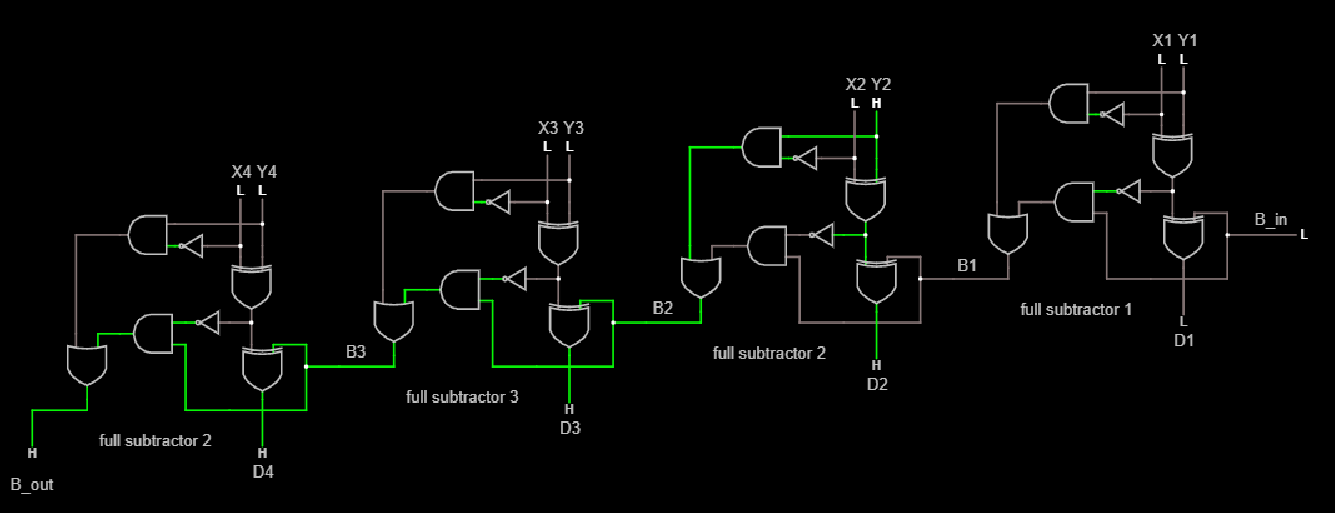 X1 Y1
L L
X2 Y2
L H
X3 Y3
L L
X4 Y4
L L
B_in
L
B1
full subtractor 1
L
D1
B2
full subtractor 2
H
D2
B3
full subtractor 3
H
D3
full subtractor 2
H
D4
H
B_out